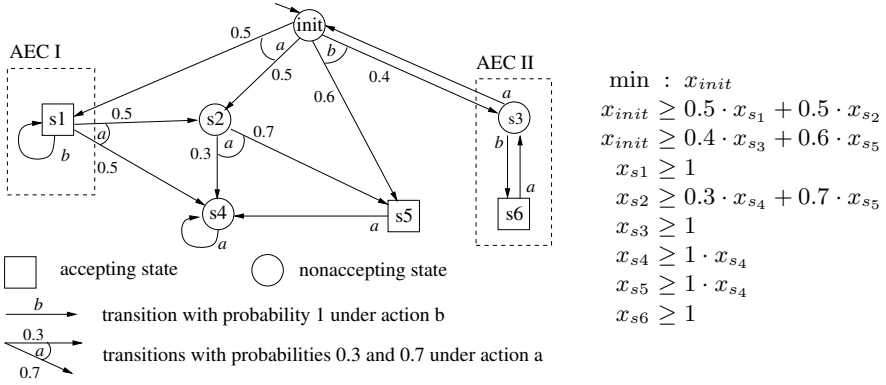 init
AEC I
0.5
a
b
0.5
0.4
AEC II
0.6
a
s1
0.5
s2
0.7
s3
a
b
b
0.3
a
0.5
a
s4
a
s5
s6
a
a
accepting state
nonaccepting state
b
transition with probability 1 under action b
0.3
a
0.7
transitions with probabilities 0.3 and 0.7 under action a
min : x_init
x_init ≥ 0.5 · x_s1 + 0.5 · x_s2
x_init ≥ 0.4 · x_s3 + 0.6 · x_s5
x_s1 ≥ 1
x_s2 ≥ 0.3 · x_s4 + 0.7 · x_s5
x_s3 ≥ 1
x_s4 ≥ 1 · x_s4
x_s5 ≥ 1 · x_s4
x_s6 ≥ 1